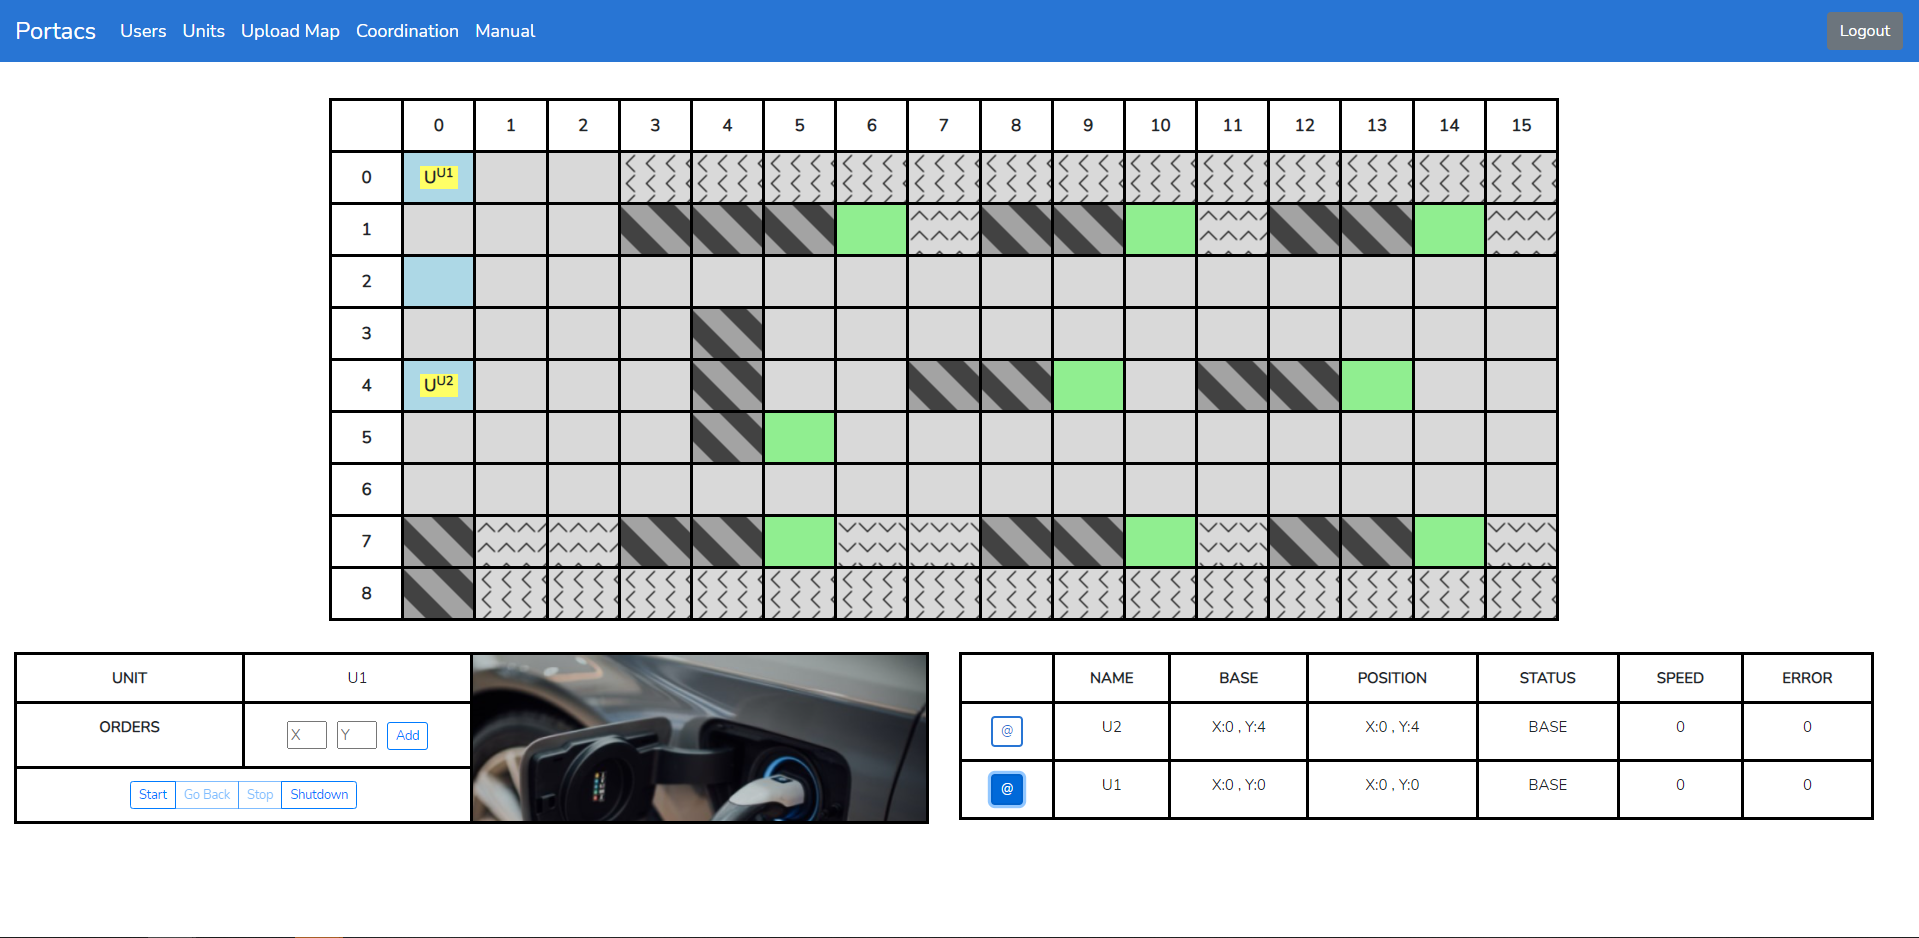 Portacs Users Units Upload Map Coordination Manual Logout
0 1 2 3 4 5 6 7 8 9 10 11 12 13 14 15
0 UU1
1
2
3
4 UU2
5
6
7
8
UNIT U1
ORDERS X Y Add
Start Go Back Stop Shutdown
NAME BASE POSITION STATUS SPEED ERROR
@ U2 X:0 , Y:4 X:0 , Y:4 BASE 0 0
@ U1 X:0 , Y:0 X:0 , Y:0 BASE 0 0